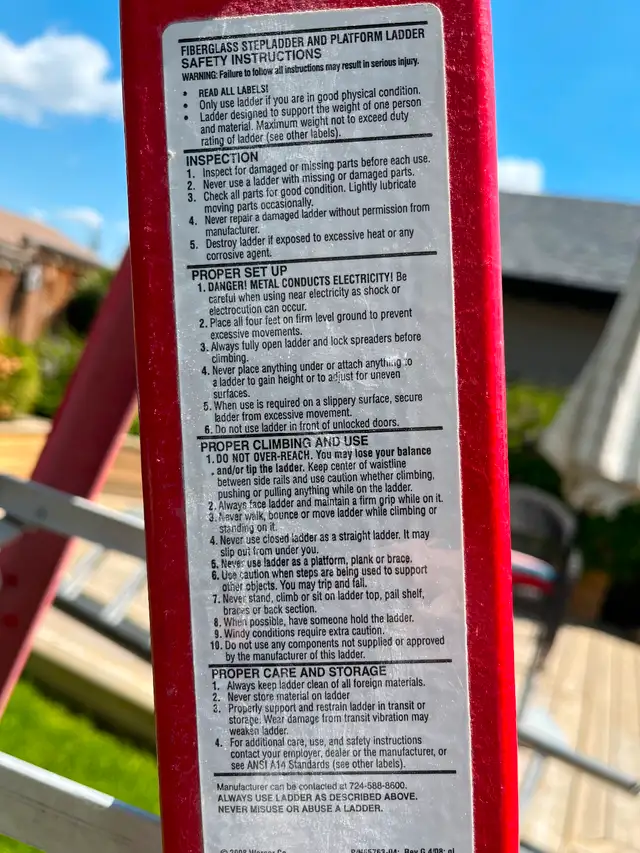 FIBERGLASS STEPLADDER AND PLATFORM LADDER
SAFETY INSTRUCTIONS
WARNING: Failure to follow all instructions may result in serious injury.
• READ ALL LABELS!
• Only use ladder if you are in good physical condition.
• Ladder designed to support the weight of one person
and material. Maximum weight not to exceed duty
rating of ladder (see other labels).
INSPECTION
1. Inspect for damaged or missing parts before each use.
2. Never use a ladder with missing or damaged parts.
3. Check all parts for good condition. Lightly lubricate
moving parts occasionally.
4. Never repair a damaged ladder without permission from
manufacturer.
5. Destroy ladder if exposed to excessive heat or any
corrosive agent.
PROPER SET UP
1. DANGER! METAL CONDUCTS ELECTRICITY! Be
careful when using near electricity as shock or
electrocution can occur.
2. Place all four feet on firm level ground to prevent
excessive movements.
3. Always fully open ladder and lock spreaders before
climbing.
4. Never place anything under or attach anything to
a ladder to gain height or to adjust for uneven
surfaces.
5. When use is required on a slippery surface, secure
ladder from excessive movement.
6. Do not use ladder in front of unlocked doors.
PROPER CLIMBING AND USE
1. DO NOT OVER-REACH. You may lose your balance
and/or tip the ladder. Keep center of waistline
between side rails and use caution whether climbing,
pushing or pulling anything while on the ladder.
2. Always face ladder and maintain a firm grip while on it.
3. Never walk, bounce or move ladder while climbing or
standing on it.
4. Never use closed ladder as a straight ladder. It may
slip out from under you.
5. Never use ladder as a platform, plank or brace.
6. Use caution when steps are being used to support
other objects. You may trip and fall.
7. Never stand, climb or sit on ladder top, pail shelf,
braces or back section.
8. When possible, have someone hold the ladder.
9. Windy conditions require extra caution.
10. Do not use any components not supplied or approved
by the manufacturer of this ladder.
PROPER CARE AND STORAGE
1. Always keep ladder clean of all foreign materials.
2. Never store material on ladder
3. Properly support and restrain ladder in transit or
storage. Wear damage from transit vibration may
weaken ladder.
4. For additional care, use, and safety instructions
contact your employer, dealer or the manufacturer, or
see ANSI A14 Standards (see other labels).
Manufacturer can be contacted at 724-588-8600.
ALWAYS USE LADDER AS DESCRIBED ABOVE.
NEVER MISUSE OR ABUSE A LADDER.
© 2008 Werner Co. Rev G 4/08;